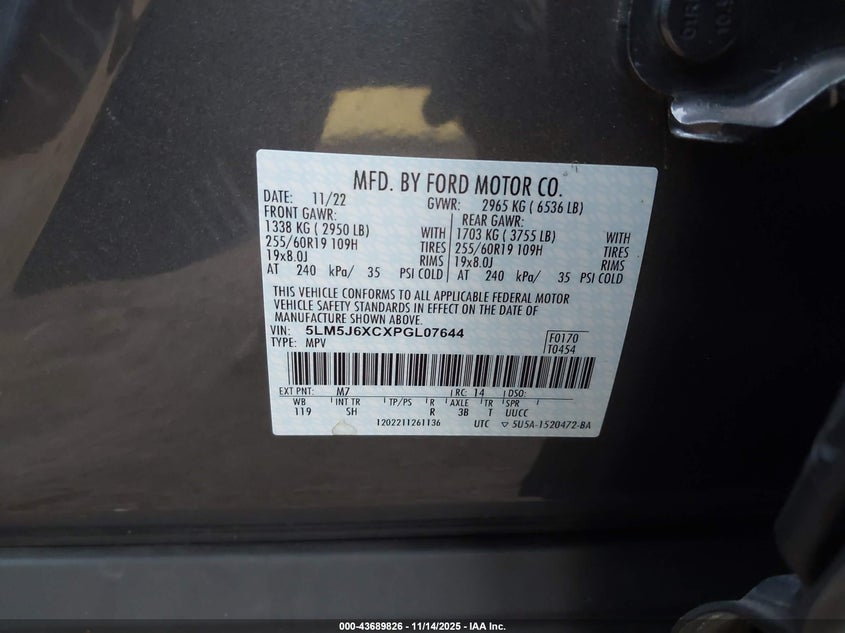 MFD. BY FORD MOTOR CO.
DATE: 11/22 GVWR: 2965 KG ( 6536 LB)
FRONT GAWR: REAR GAWR:
1338 KG ( 2950 LB) WITH 1703 KG ( 3755 LB) WITH
255/60R19 109H TIRES 255/60R19 109H TIRES
19x8.0J RIMS 19x8.0J RIMS
AT 240 kPa/ 35 PSI COLD AT 240 kPa/ 35 PSI COLD
THIS VEHICLE CONFORMS TO ALL APPLICABLE FEDERAL MOTOR
VEHICLE SAFETY STANDARDS IN EFFECT ON THE DATE OF
MANUFACTURE SHOWN ABOVE.
VIN: 5LM5J6XCXPGL07644 F0170
TYPE: MPV T0454
EXT PNT: M7 RC: 14 DSO:
WB INT TR TP/PS R AXLE TR SPR
119 SH R 3B T UUCC
1202211261136 UTC ▽ 5U5A-1520472-BA
000-43689826 - 11/14/2025 - IAA Inc.